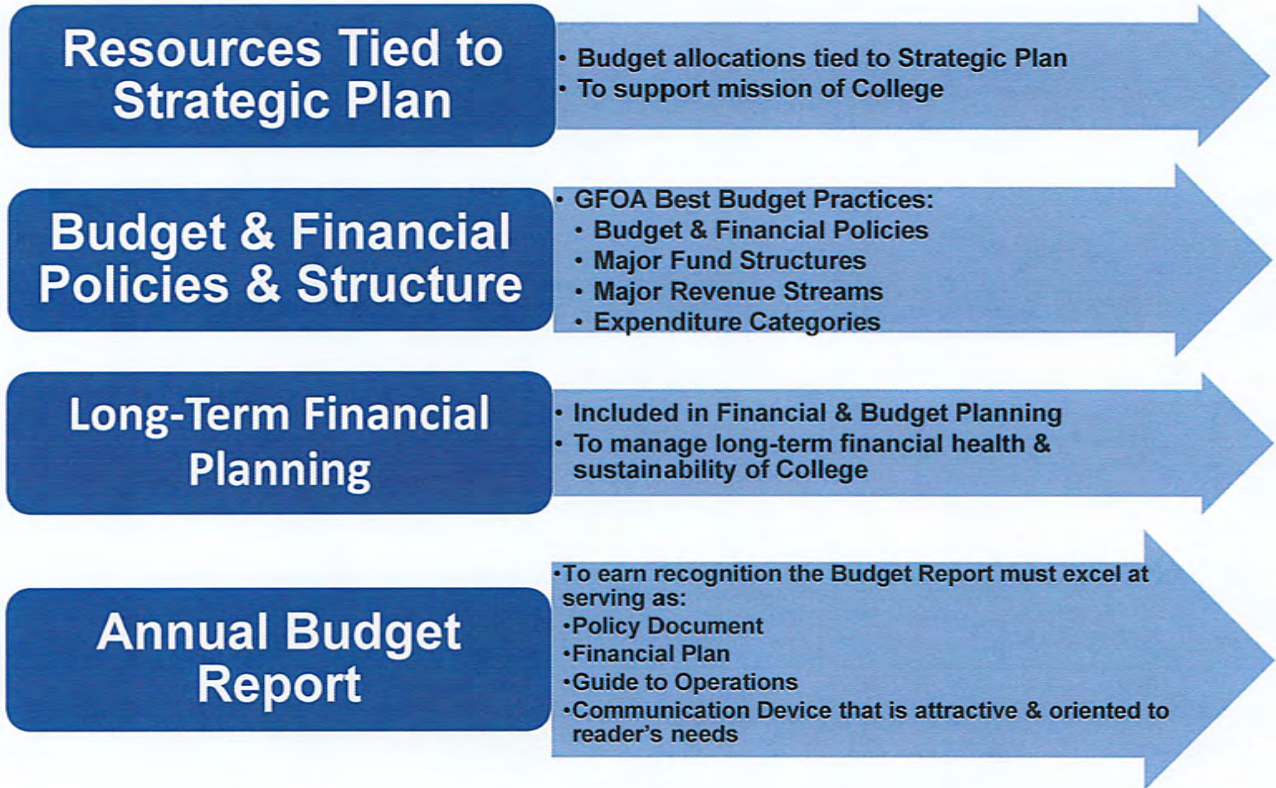 Resources Tied to
Strategic Plan
• Budget allocations tied to Strategic Plan
• To support mission of College
Budget & Financial
Policies & Structure
• GFOA Best Budget Practices:
• Budget & Financial Policies
• Major Fund Structures
• Major Revenue Streams
• Expenditure Categories
Long-Term Financial
Planning
• Included in Financial & Budget Planning
• To manage long-term financial health &
sustainability of College
Annual Budget
Report
•To earn recognition the Budget Report must excel at
serving as:
•Policy Document
•Financial Plan
•Guide to Operations
•Communication Device that is attractive & oriented to
reader's needs